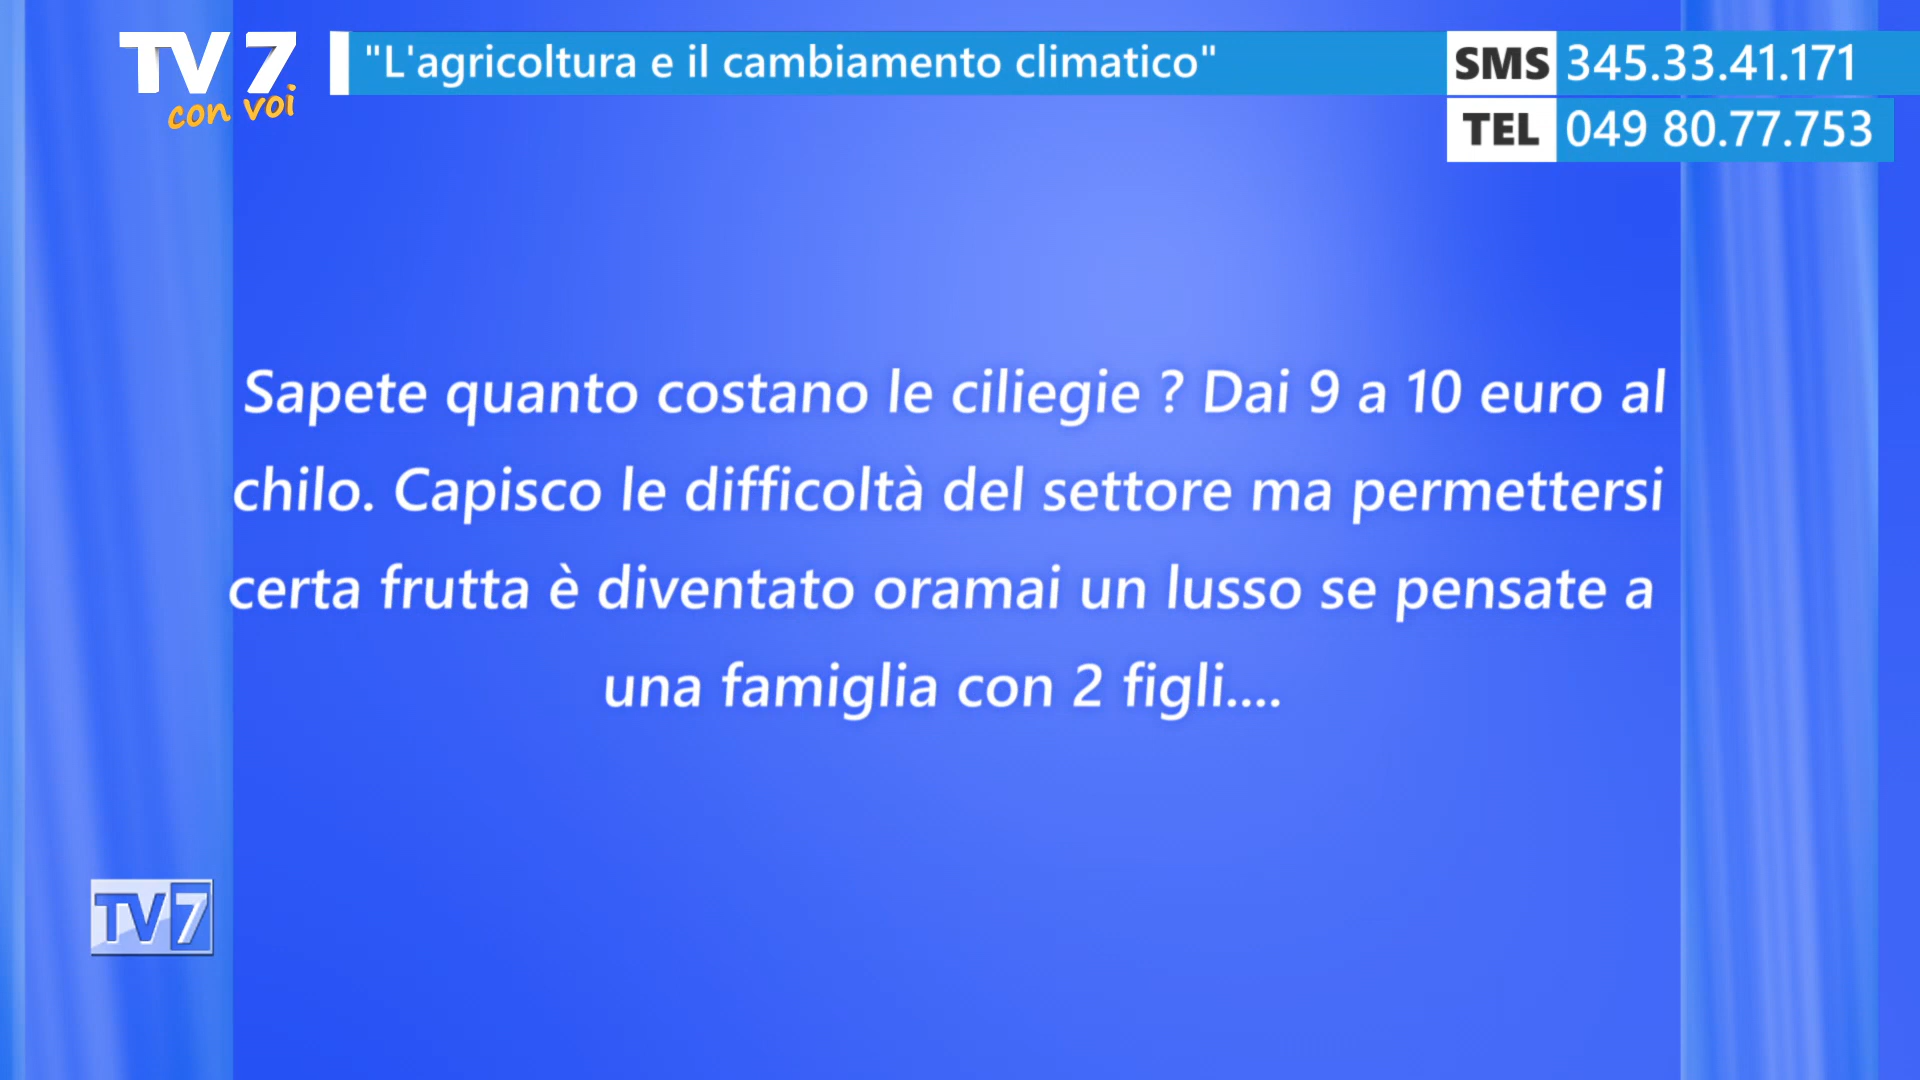 TV 7
con voi
"L'agricoltura e il cambiamento climatico"
SMS 345.33.41.171
TEL 049 80.77.753
Sapete quanto costano le ciliegie ? Dai 9 a 10 euro al
chilo. Capisco le difficoltà del settore ma permettersi
certa frutta è diventato oramai un lusso se pensate a
una famiglia con 2 figli....
TV7